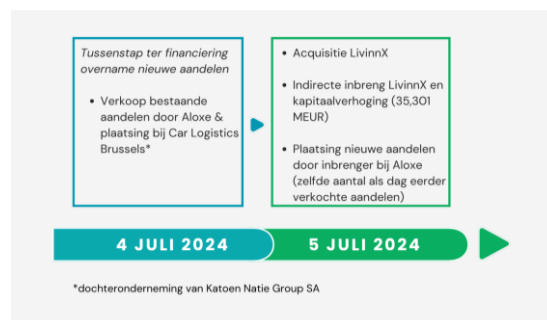 Tussenstap ter financiering
overname nieuwe aandelen
• Verkoop bestaande
aandelen door Aloxe &
plaatsing bij Car Logistics
Brussels*
• Acquisitie LivinnX
• Indirecte inbreng LivinnX en
kapitaalverhoging (35,301
MEUR)
• Plaatsing nieuwe aandelen
door inbrenger bij Aloxe
(zelfde aantal als dag eerder
verkochte aandelen)
4 JULI 2024
5 JULI 2024
*dochteronderneming van Katoen Natie Group SA